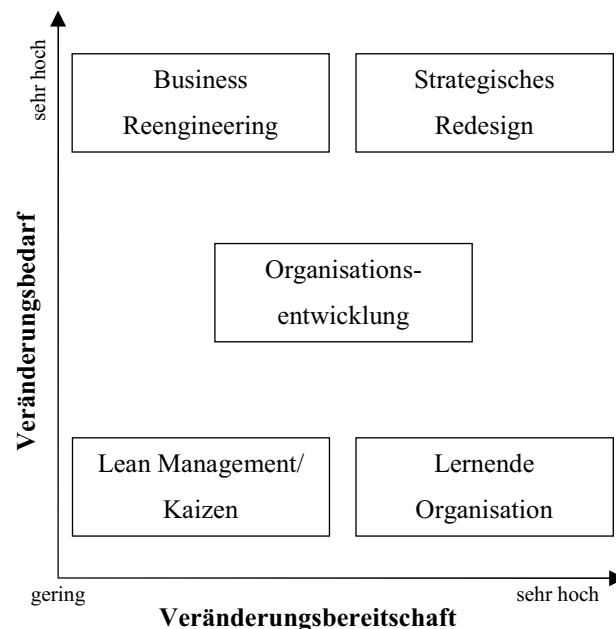 sehr hoch
Business
Reengineering
Strategisches
Redesign
Veränderungsbedarf
Organisations-
entwicklung
Lean Management/
Kaizen
Lernende
Organisation
gering
sehr hoch
Veränderungsbereitschaft